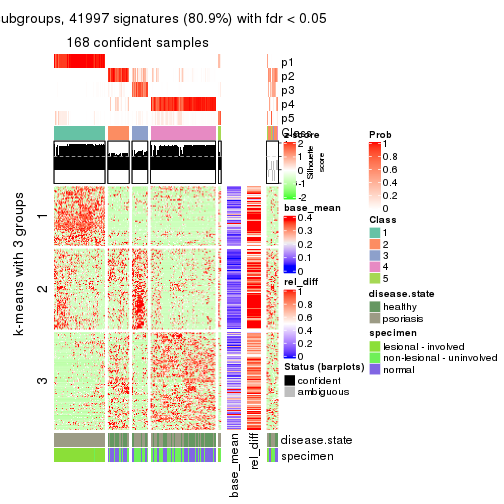 ubgroups, 41997 signatures (80.9%) with fdr < 0.05
168 confident samples
p1
p2
p3
p4
p5
Class
z-score
2
1
0
-1
-2
Silhouette
score
base_mean
0.4
0.3
0.2
0.1
0
rel_diff
1
0.8
0.6
0.4
0.2
0
Status (barplots)
confident
ambiguous
Prob
1
0.8
0.6
0.4
0.2
0
Class
1
2
3
4
5
disease.state
healthy
psoriasis
specimen
lesional - involved
non-lesional - uninvolved
normal
k-means with 3 groups
1
2
3
disease.state
specimen
base_mean
rel_diff